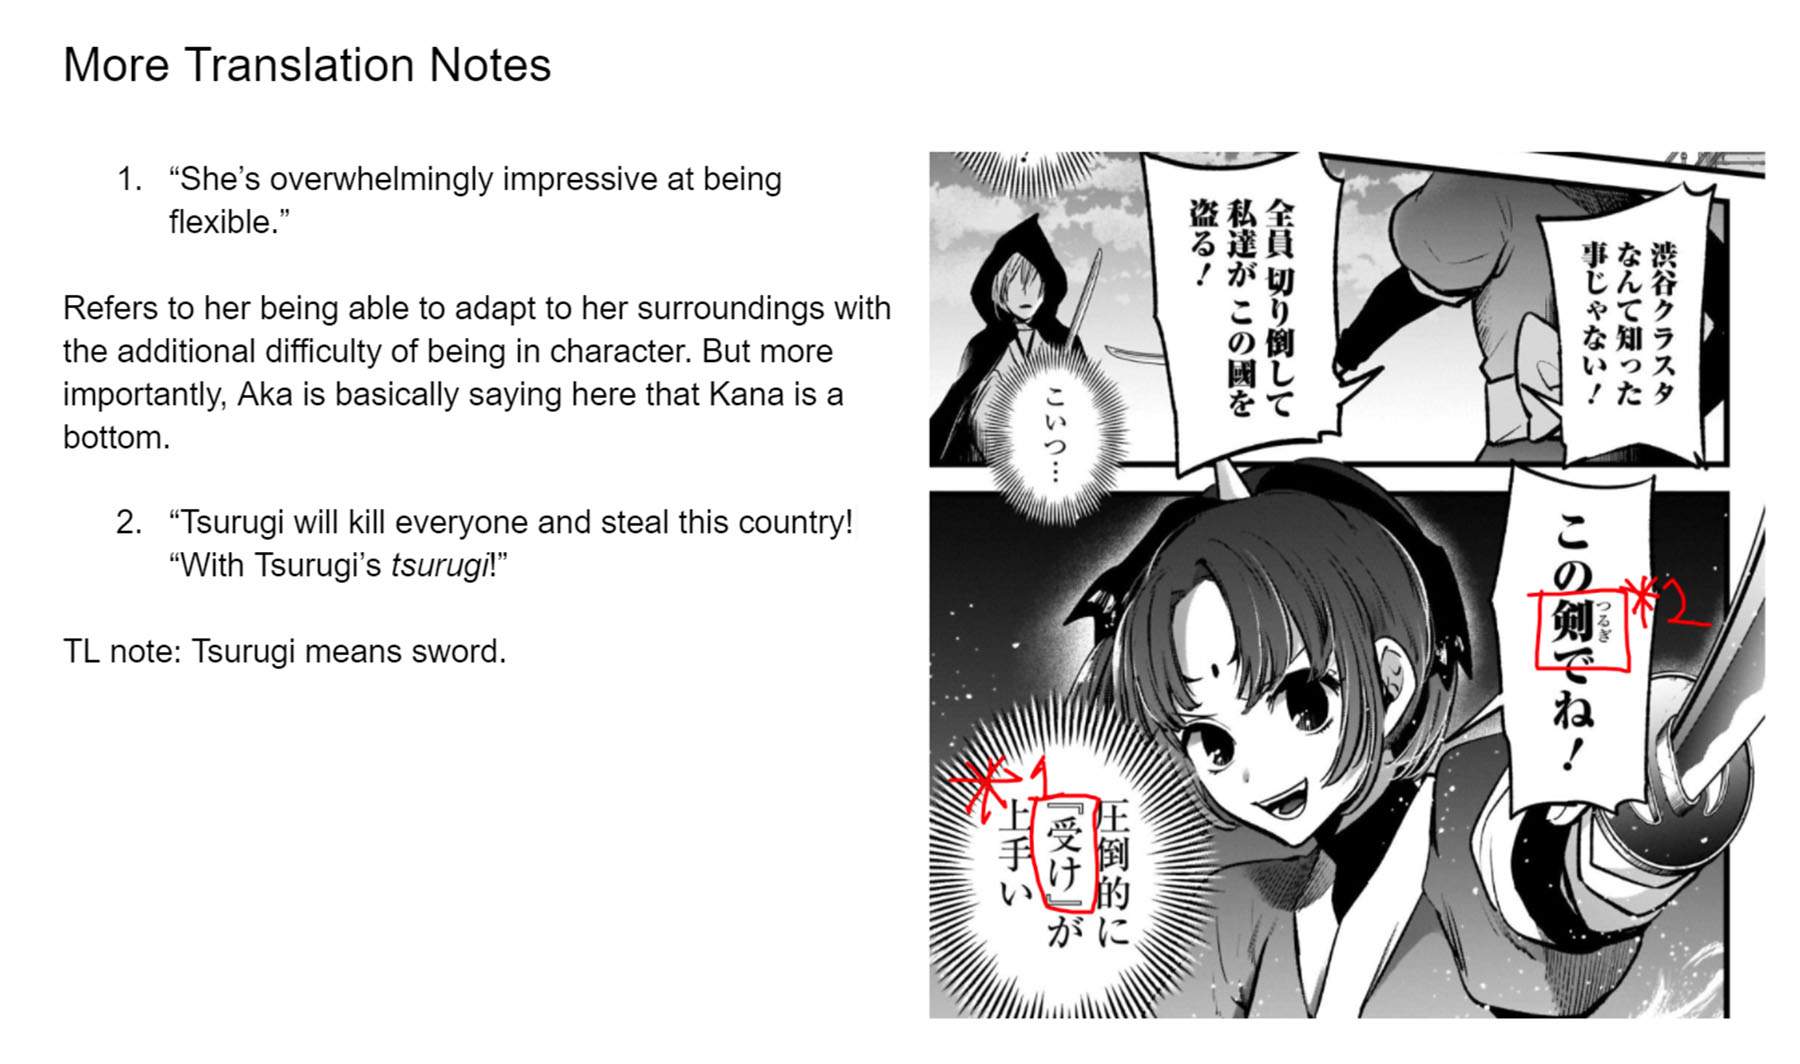 More Translation Notes
1. “She’s overwhelmingly impressive at being
flexible.”
Refers to her being able to adapt to her surroundings with
the additional difficulty of being in character. But more
importantly, Aka is basically saying here that Kana is a
bottom.
2. “Tsurugi will kill everyone and steal this country!
“With Tsurugi’s tsurugi!”
TL note: Tsurugi means sword.
渋谷クラスタ
なんて知った
事じゃない！
全員切り倒して
私達がこの國を
盗る！
こいつ…
この剣でね！
つるぎ
*2
*1
圧倒的に
『受け』が
上手い